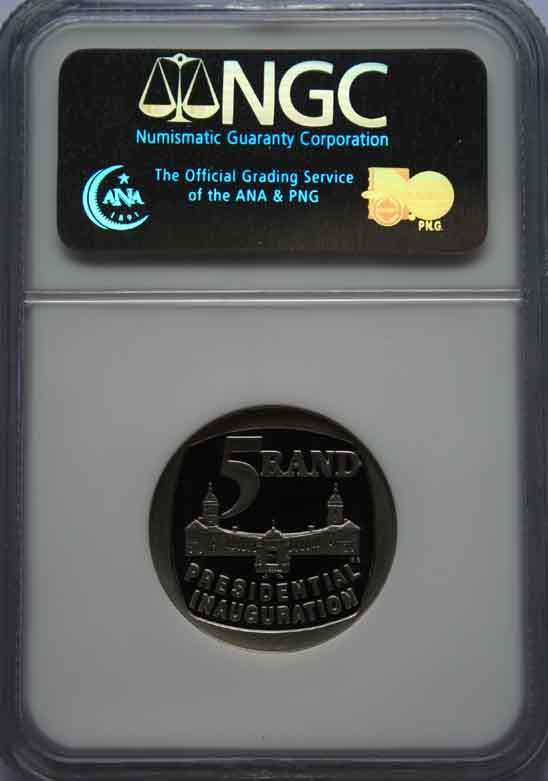 NGC
Numismatic Guaranty Corporation
The Official Grading Service
of the ANA & PNG
ANA
1891
P.N.G.
5 RAND
PRESIDENTIAL
INAUGURATION